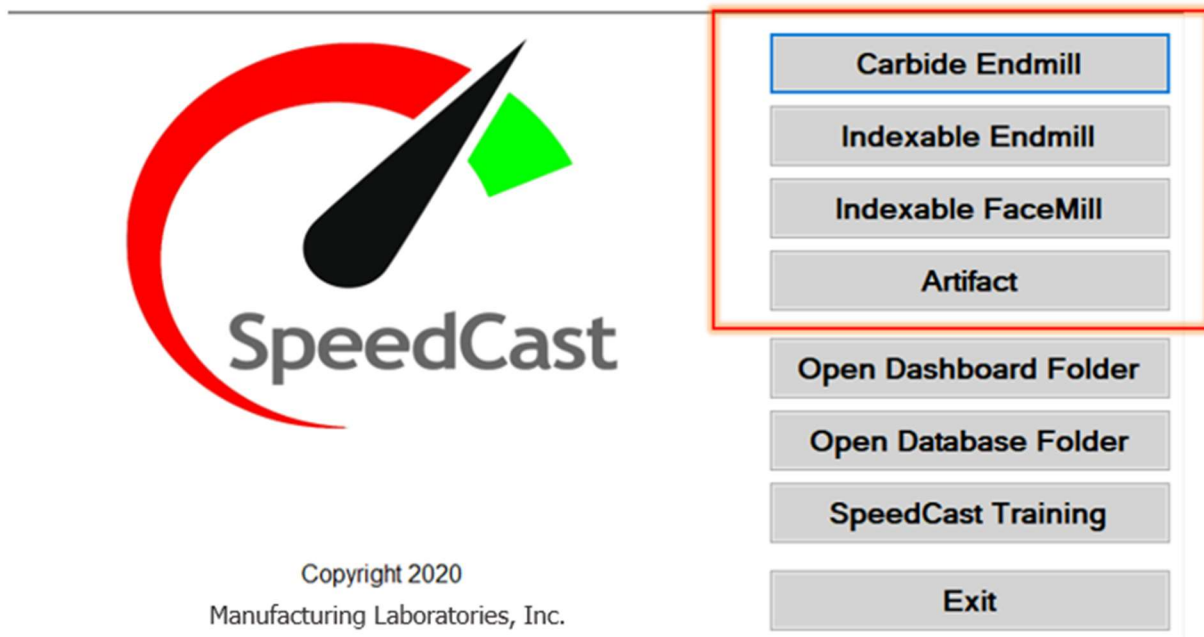 SpeedCast
Copyright 2020
Manufacturing Laboratories, Inc.
Carbide Endmill
Indexable Endmill
Indexable FaceMill
Artifact
Open Dashboard Folder
Open Database Folder
SpeedCast Training
Exit